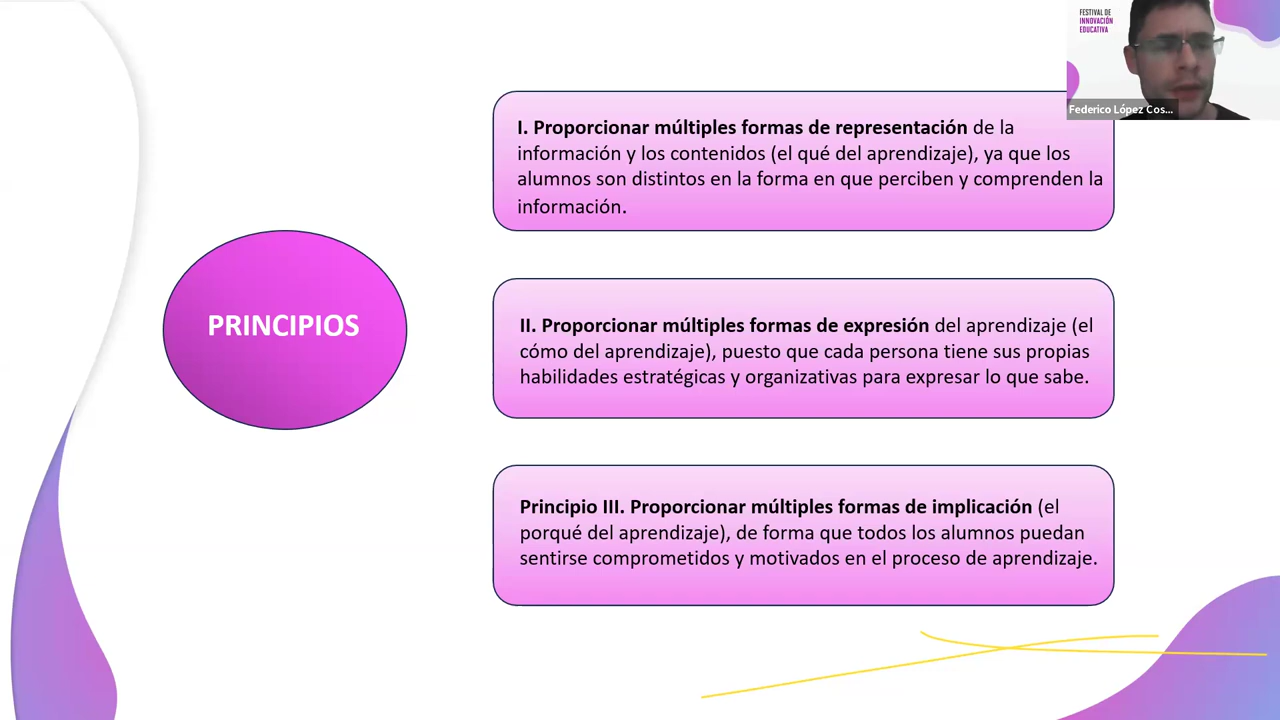 FESTIVAL DE
INNOVACIÓN
EDUCATIVA
Federico López Cos...
I. Proporcionar múltiples formas de representación de la
información y los contenidos (el qué del aprendizaje), ya que los
alumnos son distintos en la forma en que perciben y comprenden la
información.
PRINCIPIOS
II. Proporcionar múltiples formas de expresión del aprendizaje (el
cómo del aprendizaje), puesto que cada persona tiene sus propias
habilidades estratégicas y organizativas para expresar lo que sabe.
Principio III. Proporcionar múltiples formas de implicación (el
porqué del aprendizaje), de forma que todos los alumnos puedan
sentirse comprometidos y motivados en el proceso de aprendizaje.